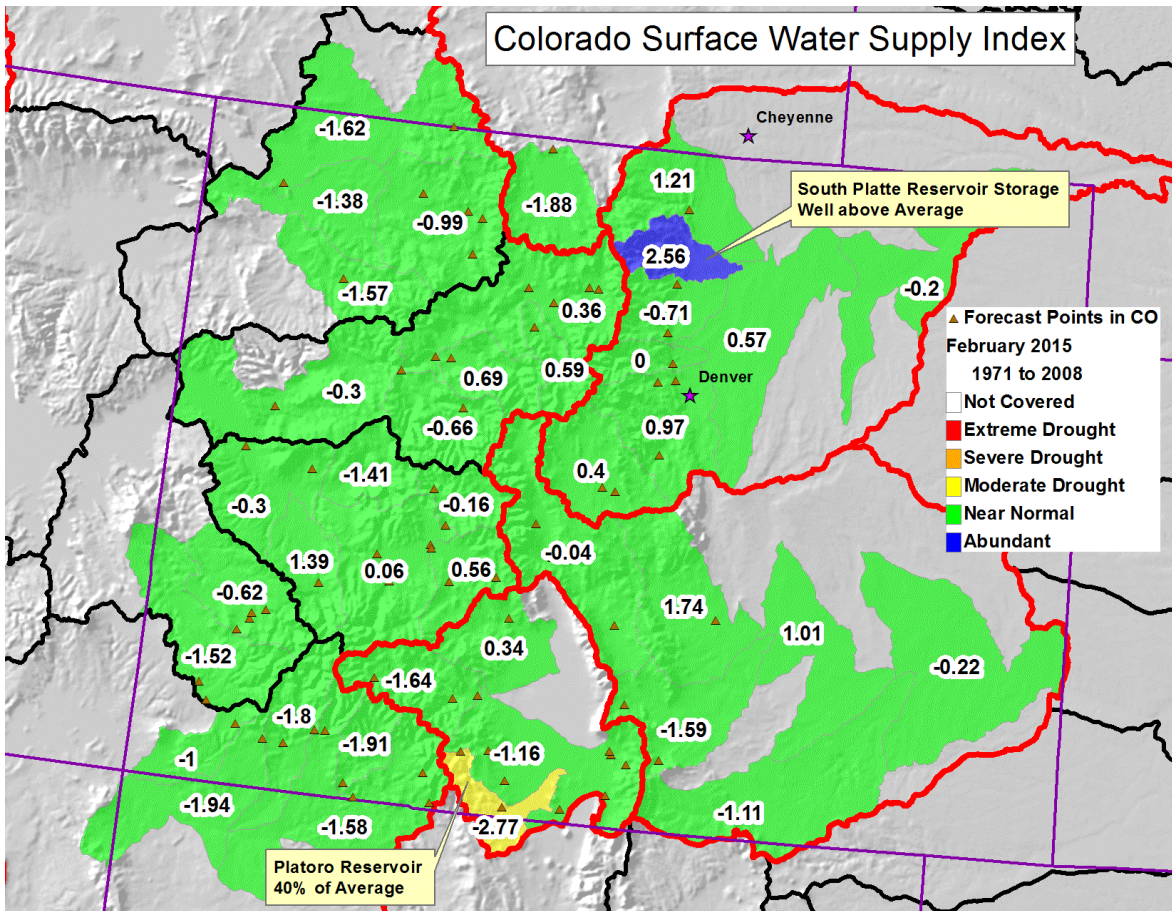 Colorado Surface Water Supply Index
Cheyenne
-1.62
1.21
South Platte Reservoir Storage
Well above Average
-1.38
-1.88
-0.99
2.56
-1.57
-0.2
0.36
-0.71
0.57
Forecast Points in CO
February 2015
1971 to 2008
Not Covered
Extreme Drought
Severe Drought
Moderate Drought
Near Normal
Abundant
0
0.59
0.69
Denver
-0.3
-0.66
0.97
-1.41
0.4
-0.16
-0.3
-0.04
1.39
0.06
0.56
-0.62
1.74
1.01
0.34
-1.52
-0.22
-1.64
-1.8
-1.91
-1.59
-1.16
-1
-1.94
-1.11
-1.58
-2.77
Platoro Reservoir
40% of Average